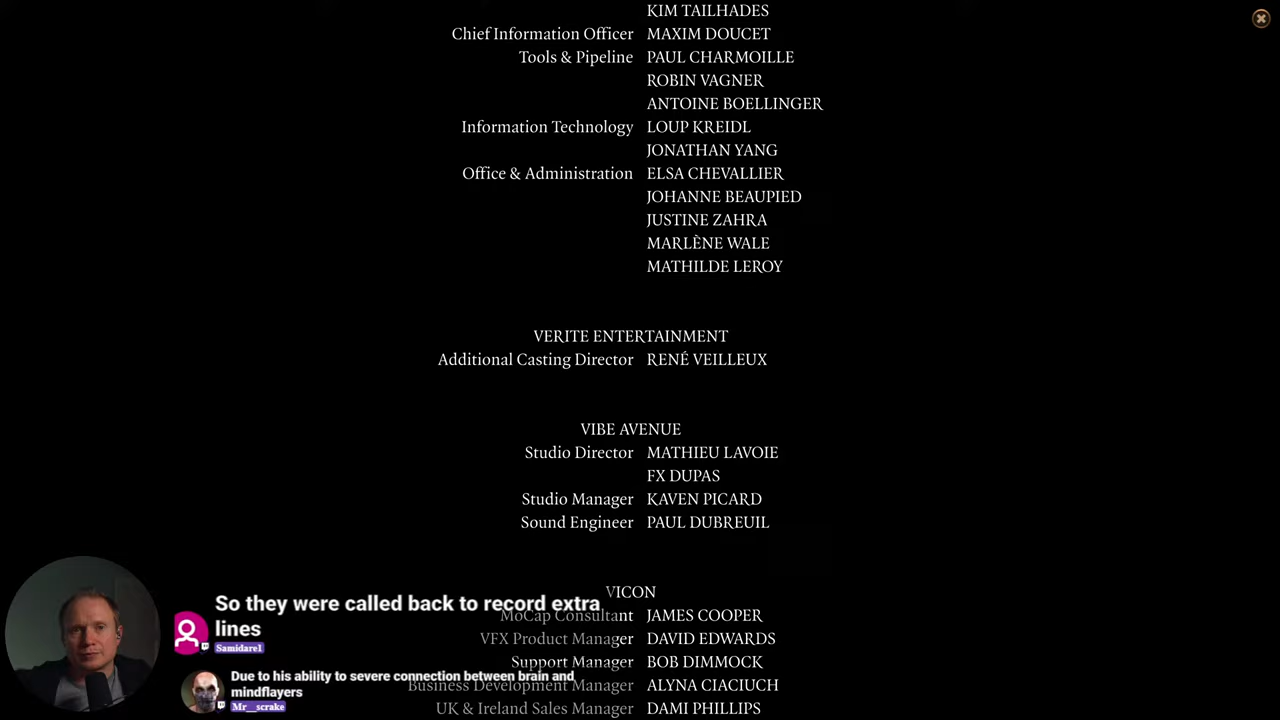 KIM TAILHADES
Chief Information Officer MAXIM DOUCET
Tools & Pipeline PAUL CHARMOILLE
ROBIN VAGNER
ANTOINE BOELLINGER
Information Technology LOUP KREIDL
JONATHAN YANG
Office & Administration ELSA CHEVALLIER
JOHANNE BEAUPIED
JUSTINE ZAHRA
MARLÈNE WALE
MATHILDE LEROY
VERITE ENTERTAINMENT
Additional Casting Director RENÉ VEILLEUX
VIBE AVENUE
Studio Director MATHIEU LAVOIE
FX DUPAS
Studio Manager KAVEN PICARD
Sound Engineer PAUL DUBREUIL
VICON
MoCap Consultant JAMES COOPER
VFX Product Manager DAVID EDWARDS
Support Manager BOB DIMMOCK
Business Development Manager ALYNA CIACIUCH
UK & Ireland Sales Manager DAMI PHILLIPS
So they were called back to record extra
lines
Samidare1
Due to his ability to severe connection between brain and
mindflayers
Mr__scrake